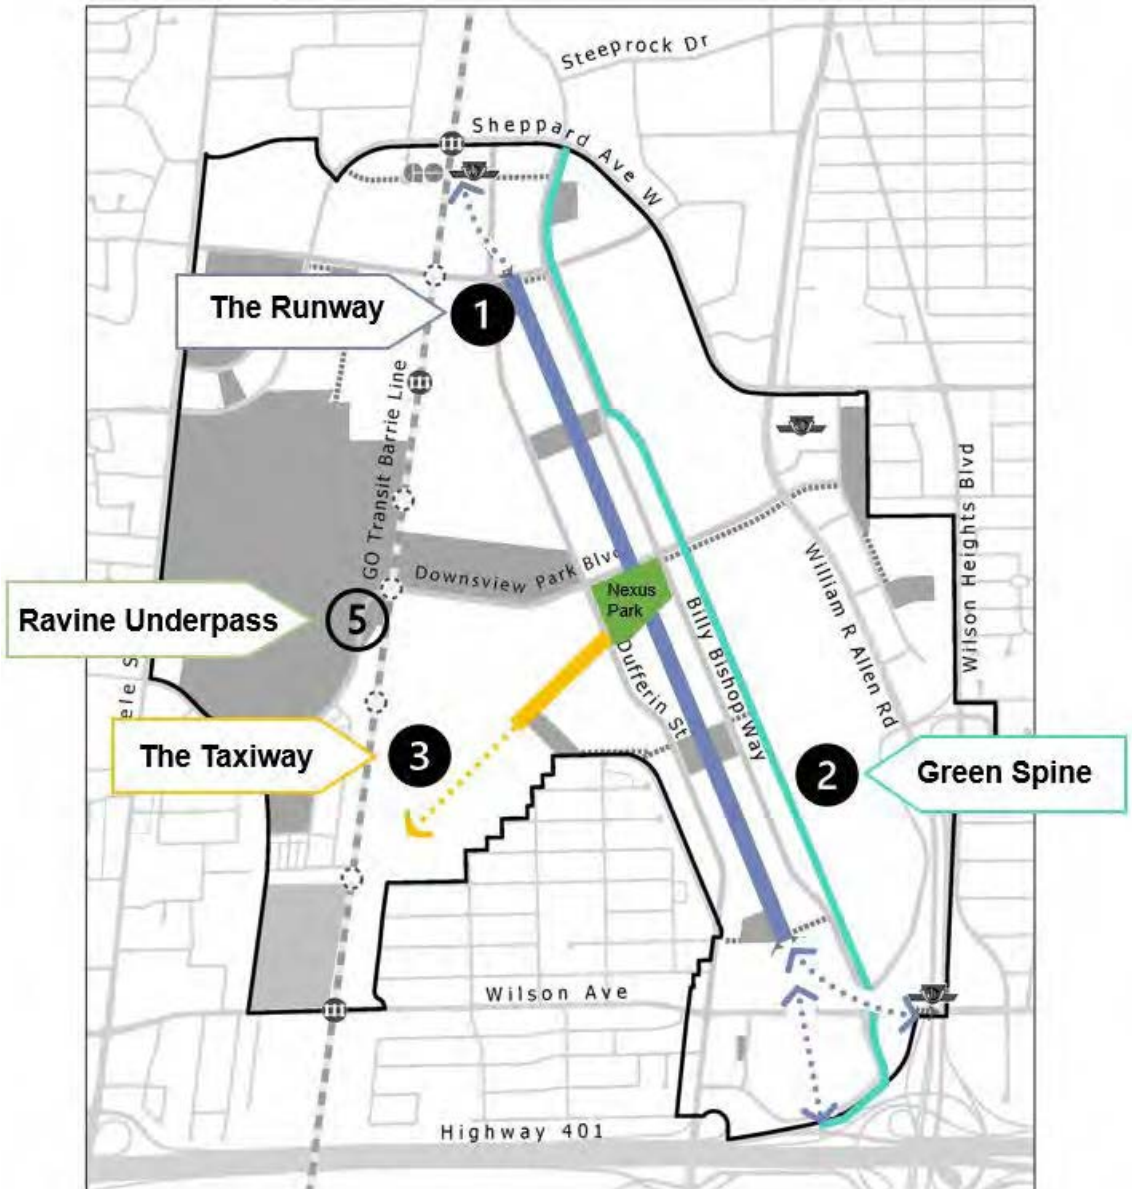 Steeprock Dr
Sheppard Ave W
The Runway
1
GO Transit Barrie Line
Wilson Heights Blvd
Downsview Park Blvd
Nexus
Park
Ravine Underpass
5
William R Allen Rd
Billy Bishop Way
Dufferin St
ele S
The Taxiway
3
2
Green Spine
Wilson Ave
Highway 401